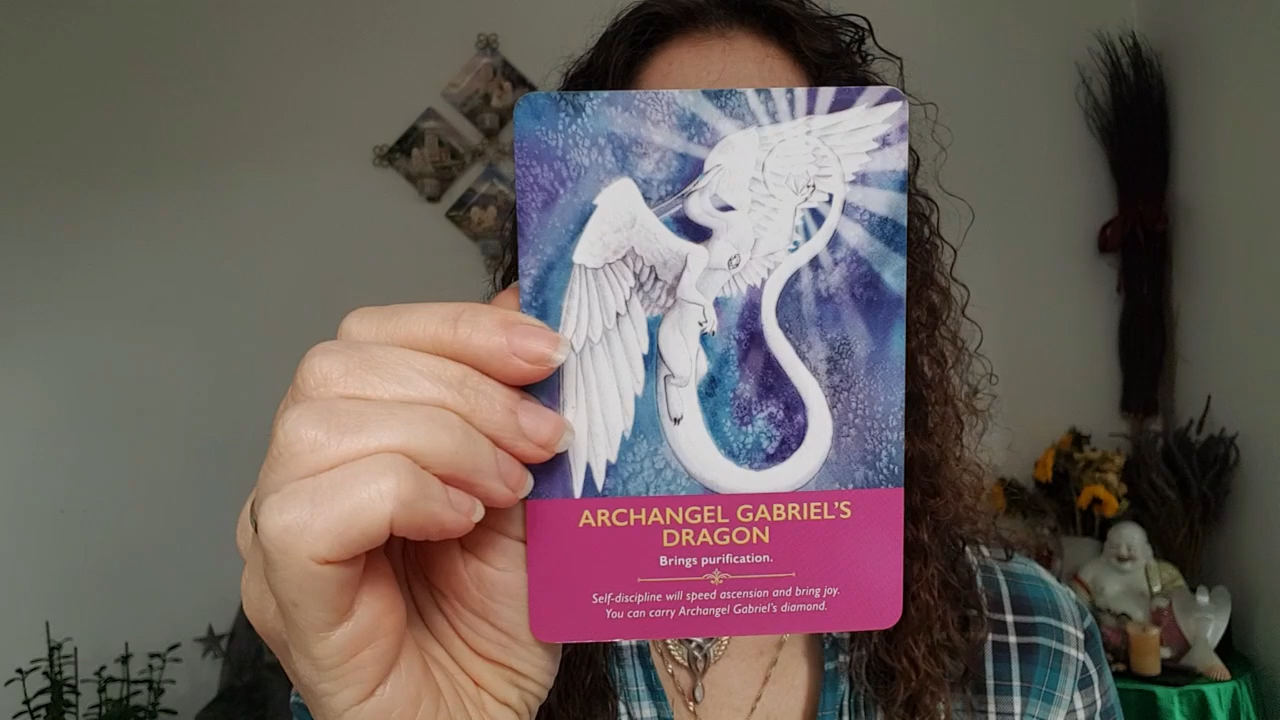 ARCHANGEL GABRIEL'S
DRAGON
Brings purification.
Self-discipline will speed ascension and bring joy.
You can carry Archangel Gabriel's diamond.